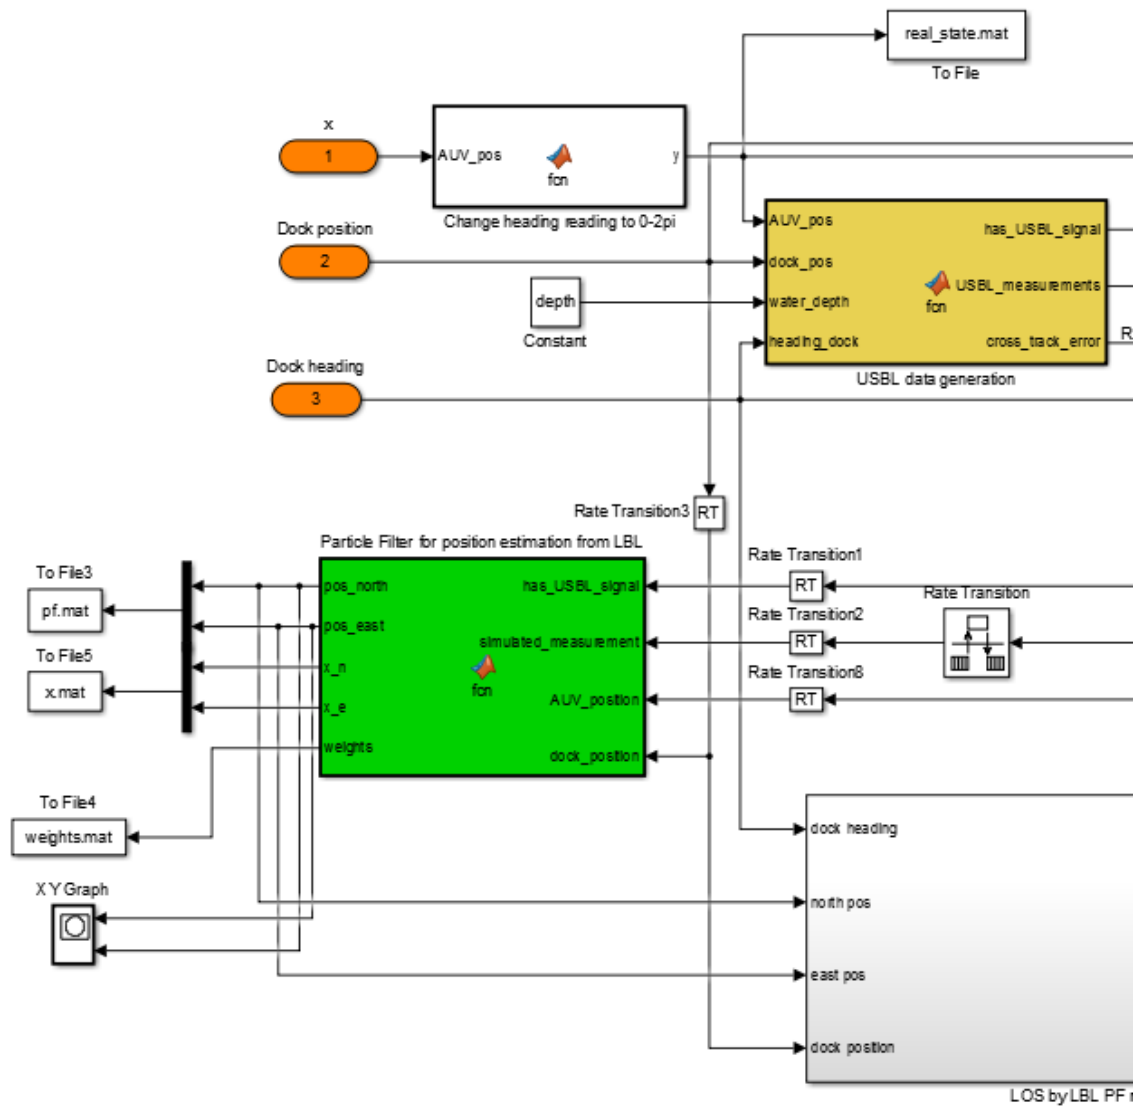 real_state.mat
To File
x
1
AUV_pos
y
fcn
Change heading reading to 0-2pi
Dock position
2
AUV_pos
has_USBL_signal
dock_pos
depth
water_depth
USBL_measurements
fcn
Constant
heading_dock
cross_track_error
R
USBL data generation
Dock heading
3
Rate Transition3
RT
Particle Filter for position estimation from LBL
Rate Transition1
To File3
pos_north
has_USBL_signal
RT
Rate Transition
pf.mat
pos_east
Rate Transition2
simulated_measurement
RT
To File5
x_n
fcn
Rate Transition8
x.mat
x_e
AUV_position
RT
weights
dock_position
To File4
weights.mat
dock heading
X Y Graph
north pos
east pos
dock position
LOS by LBL PF